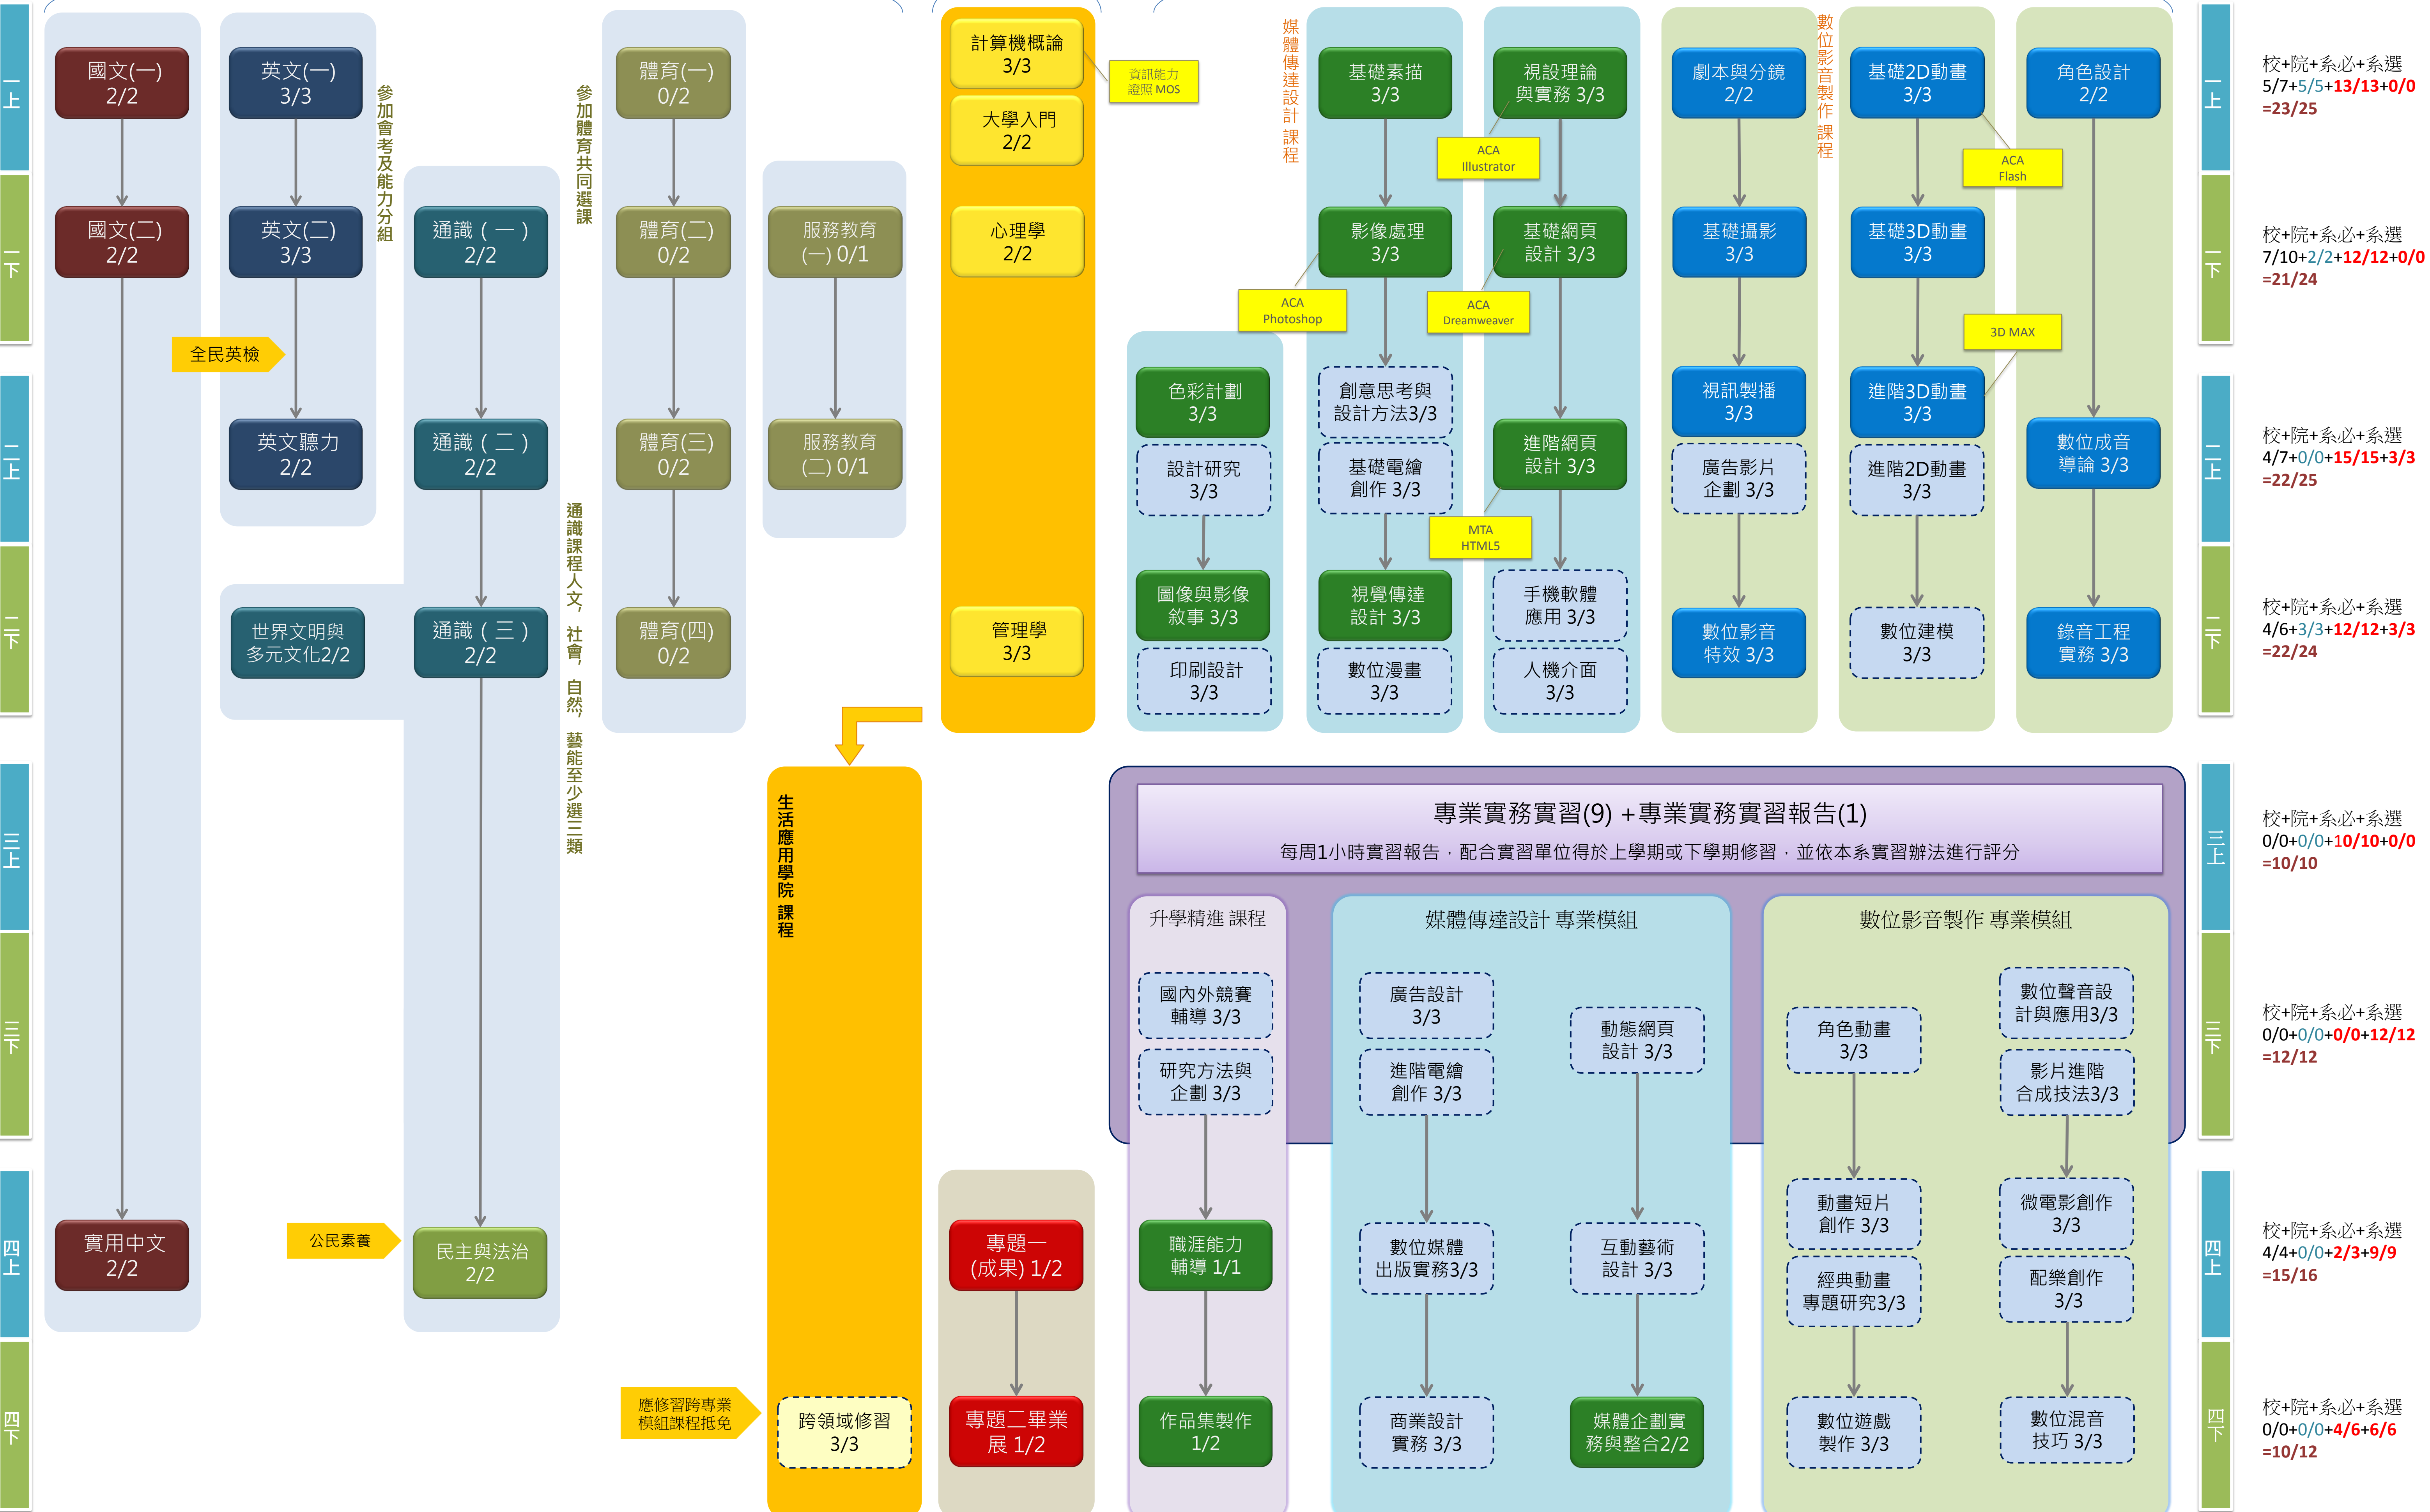 一上
國文(一)
2/2
英文(一)
3/3
參加會考及能力分組
參加體育共同選課
體育(一)
0/2
計算機概論
3/3
資訊能力
證照 MOS
大學入門
2/2
媒體傳達設計 課程
基礎素描
3/3
視設理論
與實務 3/3
ACA
Illustrator
劇本與分鏡
2/2
數位影音製作 課程
基礎2D動畫
3/3
ACA
Flash
角色設計
2/2
一上
校+院+系必+系選
5/7+5/5+13/13+0/0
=23/25
一下
國文(二)
2/2
英文(二)
3/3
通識 ( 一 )
2/2
體育(二)
0/2
服務教育
(一) 0/1
心理學
2/2
影像處理
3/3
ACA
Photoshop
基礎網頁
設計 3/3
ACA
Dreamweaver
基礎攝影
3/3
基礎3D動畫
3/3
3D MAX
一下
校+院+系必+系選
7/10+2/2+12/12+0/0
=21/24
全民英檢
二上
英文聽力
2/2
通識 ( 二 )
2/2
體育(三)
0/2
服務教育
(二) 0/1
色彩計劃
3/3
設計研究
3/3
創意思考與
設計方法3/3
基礎電繪
創作 3/3
進階網頁
設計 3/3
MTA
HTML5
視訊製播
3/3
廣告影片
企劃 3/3
進階3D動畫
3/3
進階2D動畫
3/3
數位成音
導論 3/3
二上
校+院+系必+系選
4/7+0/0+15/15+3/3
=22/25
通識課程人文, 社會, 自然, 藝能至少選三類
二下
世界文明與
多元文化2/2
通識 ( 三 )
2/2
體育(四)
0/2
管理學
3/3
圖像與影像
敘事 3/3
印刷設計
3/3
視覺傳達
設計 3/3
數位漫畫
3/3
手機軟體
應用 3/3
人機介面
3/3
數位影音
特效 3/3
數位建模
3/3
錄音工程
實務 3/3
二下
校+院+系必+系選
4/6+3/3+12/12+3/3
=22/24
三上
生活應用學院 課程
專業實務實習(9) +專業實務實習報告(1)
每周1小時實習報告，配合實習單位得於上學期或下學期修習，並依本系實習辦法進行評分
三上
校+院+系必+系選
0/0+0/0+10/10+0/0
=10/10
升學精進 課程
媒體傳達設計 專業模組
數位影音製作 專業模組
三下
國內外競賽
輔導 3/3
研究方法與
企劃 3/3
廣告設計
3/3
進階電繪
創作 3/3
動態網頁
設計 3/3
角色動畫
3/3
數位聲音設
計與應用3/3
影片進階
合成技法3/3
三下
校+院+系必+系選
0/0+0/0+0/0+12/12
=12/12
四上
實用中文
2/2
公民素養
民主與法治
2/2
專題一
(成果) 1/2
職涯能力
輔導 1/1
數位媒體
出版實務3/3
互動藝術
設計 3/3
動畫短片
創作 3/3
經典動畫
專題研究3/3
微電影創作
3/3
配樂創作
3/3
四上
校+院+系必+系選
4/4+0/0+2/3+9/9
=15/16
四下
應修習跨專業
模組課程抵免
跨領域修習
3/3
專題二畢業
展 1/2
作品集製作
1/2
商業設計
實務 3/3
媒體企劃實
務與整合2/2
數位遊戲
製作 3/3
數位混音
技巧 3/3
四下
校+院+系必+系選
0/0+0/0+4/6+6/6
=10/12